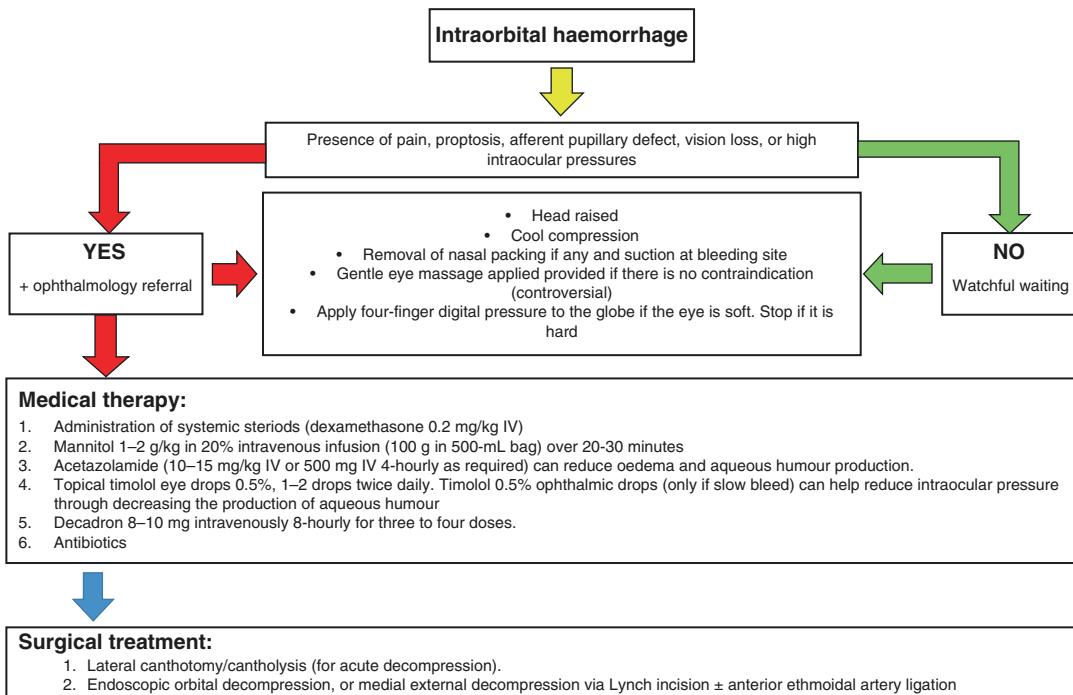 Intraorbital haemorrhage
Presence of pain, proptosis, afferent pupillary defect, vision loss, or high
intraocular pressures
YES
+ ophthalmology referral
• Head raised
• Cool compression
• Removal of nasal packing if any and suction at bleeding site
• Gentle eye massage applied provided if there is no contraindication
(controversial)
• Apply four-finger digital pressure to the globe if the eye is soft. Stop if it is
hard
NO
Watchful waiting
Medical therapy:
1. Administration of systemic steriods (dexamethasone 0.2 mg/kg IV)
2. Mannitol 1–2 g/kg in 20% intravenous infusion (100 g in 500-mL bag) over 20-30 minutes
3. Acetazolamide (10–15 mg/kg IV or 500 mg IV 4-hourly as required) can reduce oedema and aqueous humour production.
4. Topical timolol eye drops 0.5%, 1–2 drops twice daily. Timolol 0.5% ophthalmic drops (only if slow bleed) can help reduce intraocular pressure
through decreasing the production of aqueous humour
5. Decadron 8–10 mg intravenously 8-hourly for three to four doses.
6. Antibiotics
Surgical treatment:
1. Lateral canthotomy/cantholysis (for acute decompression).
2. Endoscopic orbital decompression, or medial external decompression via Lynch incision ± anterior ethmoidal artery ligation